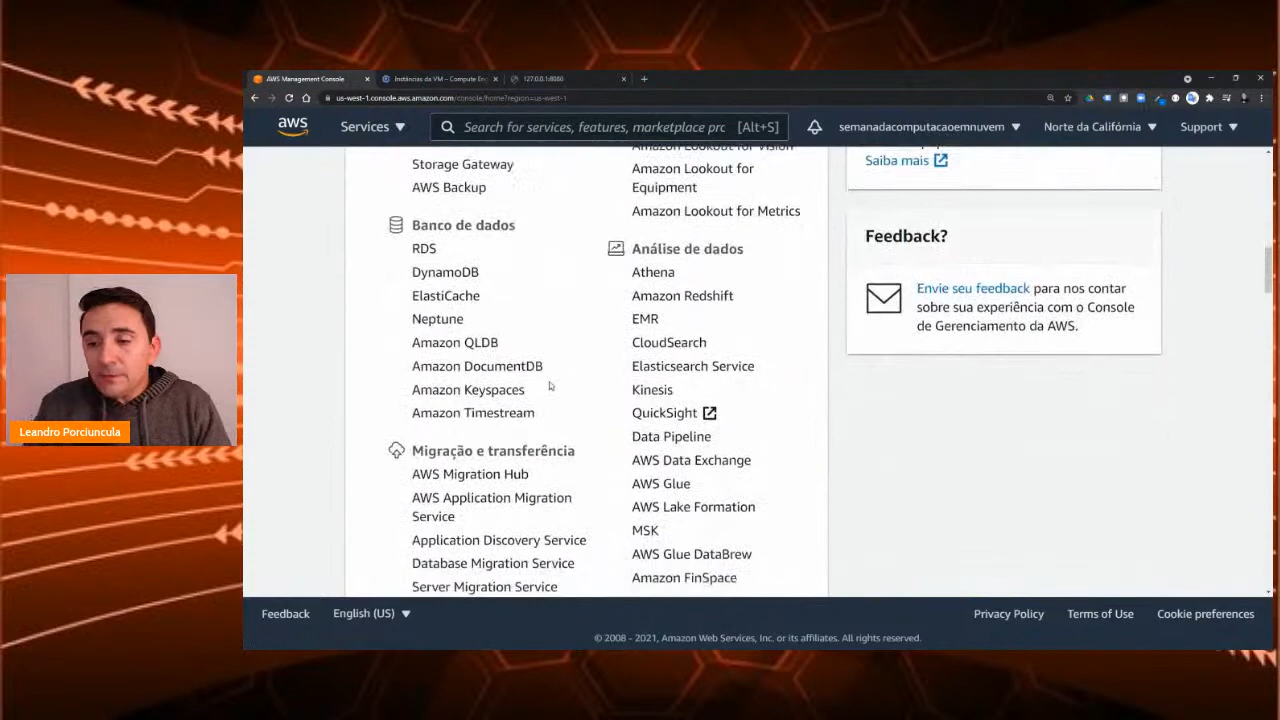 AWS Management Console
Instâncias da VM – Compute Eng
127.0.0.1:8080
us-west-1.console.aws.amazon.com/console/home?region=us-west-1
aws
Services
Search for services, features, marketplace prc
[Alt+S]
semanadacomputacaoemnuvem
Norte da Califórnia
Support
Storage Gateway
AWS Backup
Banco de dados
RDS
DynamoDB
ElastiCache
Neptune
Amazon QLDB
Amazon DocumentDB
Amazon Keyspaces
Amazon Timestream
Migração e transferência
AWS Migration Hub
AWS Application Migration
Service
Application Discovery Service
Database Migration Service
Server Migration Service
Amazon Lookout for Vision
Amazon Lookout for
Equipment
Amazon Lookout for Metrics
Análise de dados
Athena
Amazon Redshift
EMR
CloudSearch
Elasticsearch Service
Kinesis
QuickSight
Data Pipeline
AWS Data Exchange
AWS Glue
AWS Lake Formation
MSK
AWS Glue DataBrew
Amazon FinSpace
Saiba mais
Feedback?
Envie seu feedback para nos contar
sobre sua experiência com o Console
de Gerenciamento da AWS.
Leandro Porciuncula
Feedback
English (US)
Privacy Policy
Terms of Use
Cookie preferences
© 2008 - 2021, Amazon Web Services, Inc. or its affiliates. All rights reserved.